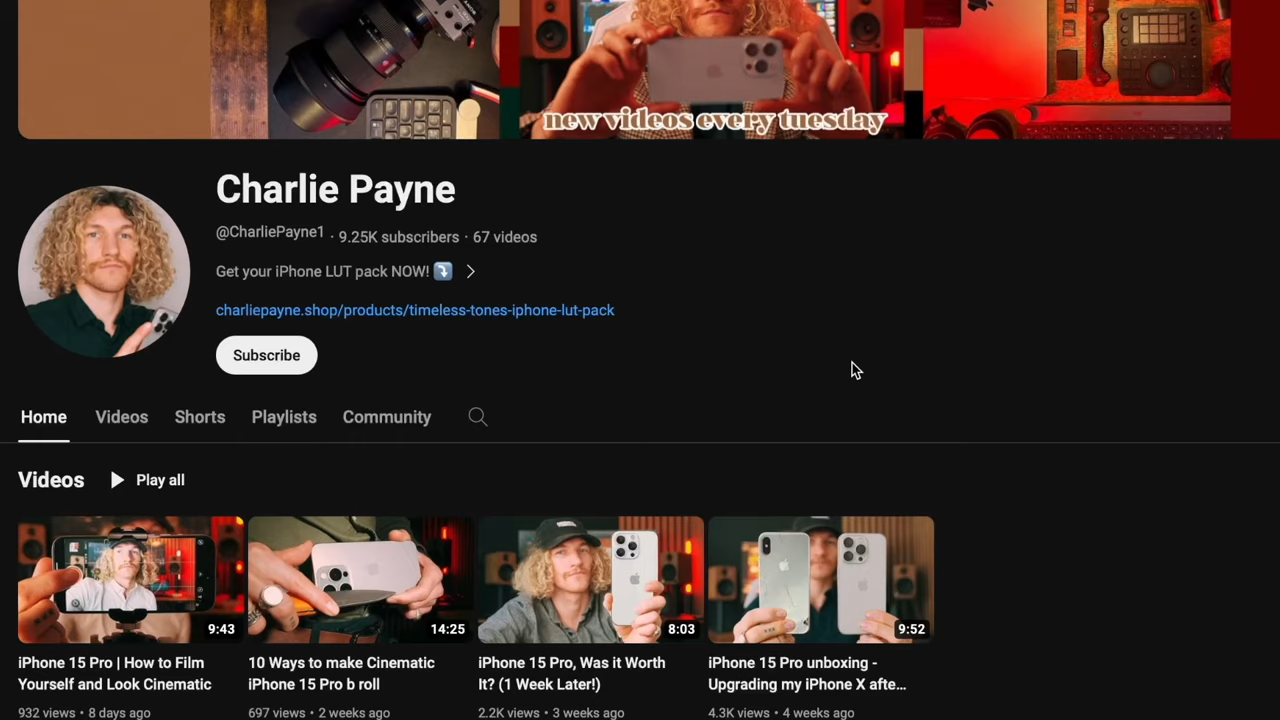 new videos every tuesday
Charlie Payne
@CharliePayne1 · 9.25K subscribers · 67 videos
Get your iPhone LUT pack NOW! ⤵️ >
charliepayne.shop/products/timeless-tones-iphone-lut-pack
Subscribe
Home Videos Shorts Playlists Community
Videos ▶ Play all
9:43 14:25 8:03 9:52
iPhone 15 Pro | How to Film
Yourself and Look Cinematic
932 views • 8 days ago
10 Ways to make Cinematic
iPhone 15 Pro b roll
697 views • 2 weeks ago
iPhone 15 Pro, Was it Worth
It? (1 Week Later!)
2.2K views • 3 weeks ago
iPhone 15 Pro unboxing -
Upgrading my iPhone X afte...
4.3K views • 4 weeks ago